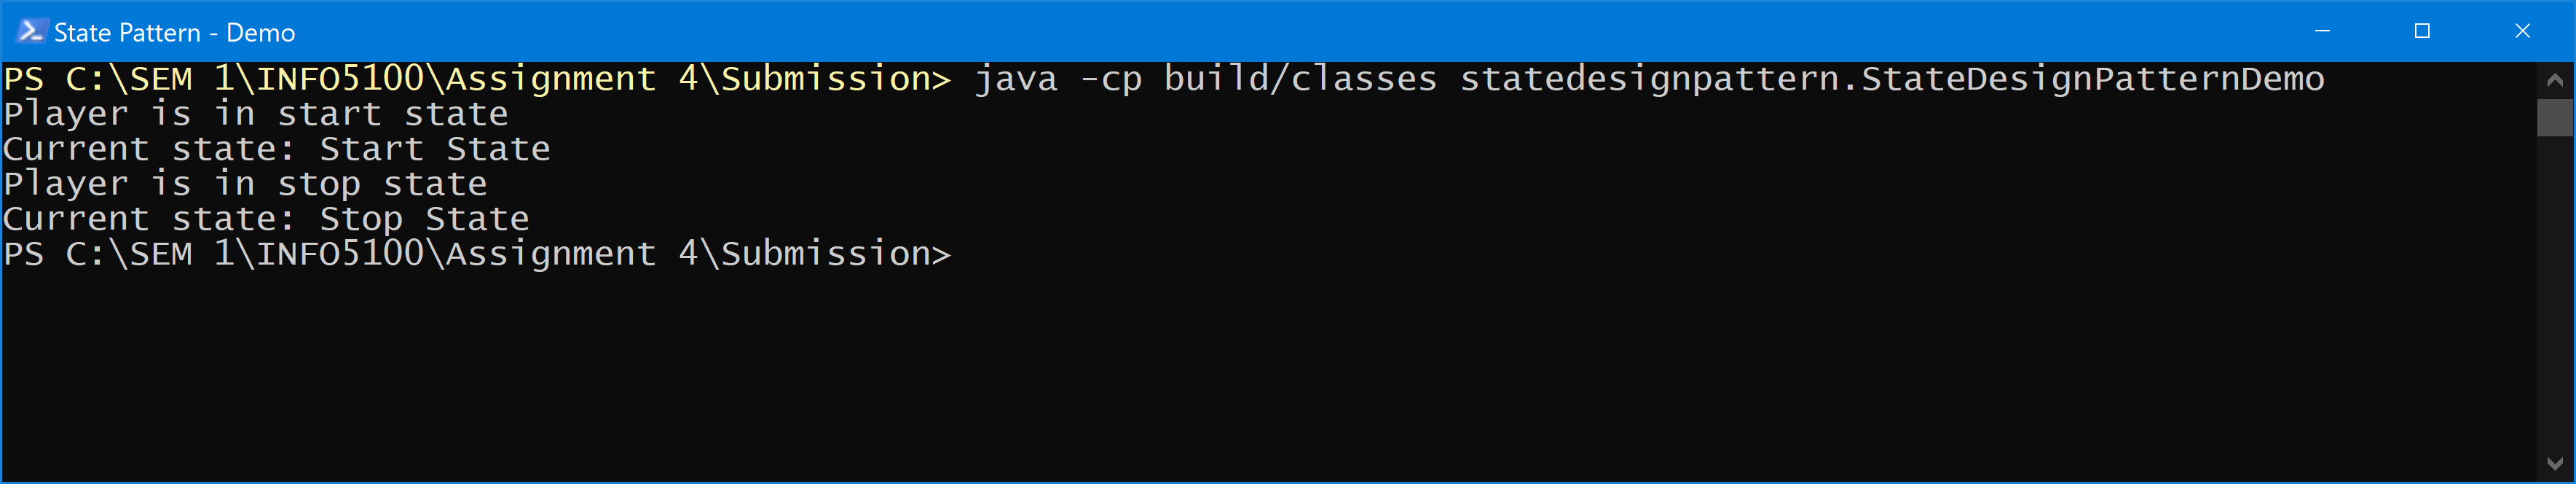 State Pattern - Demo
PS C:\SEM 1\INFO5100\Assignment 4\Submission> java -cp build/classes statedesignpattern.StateDesignPatternDemo
Player is in start state
Current state: Start State
Player is in stop state
Current state: Stop State
PS C:\SEM 1\INFO5100\Assignment 4\Submission>